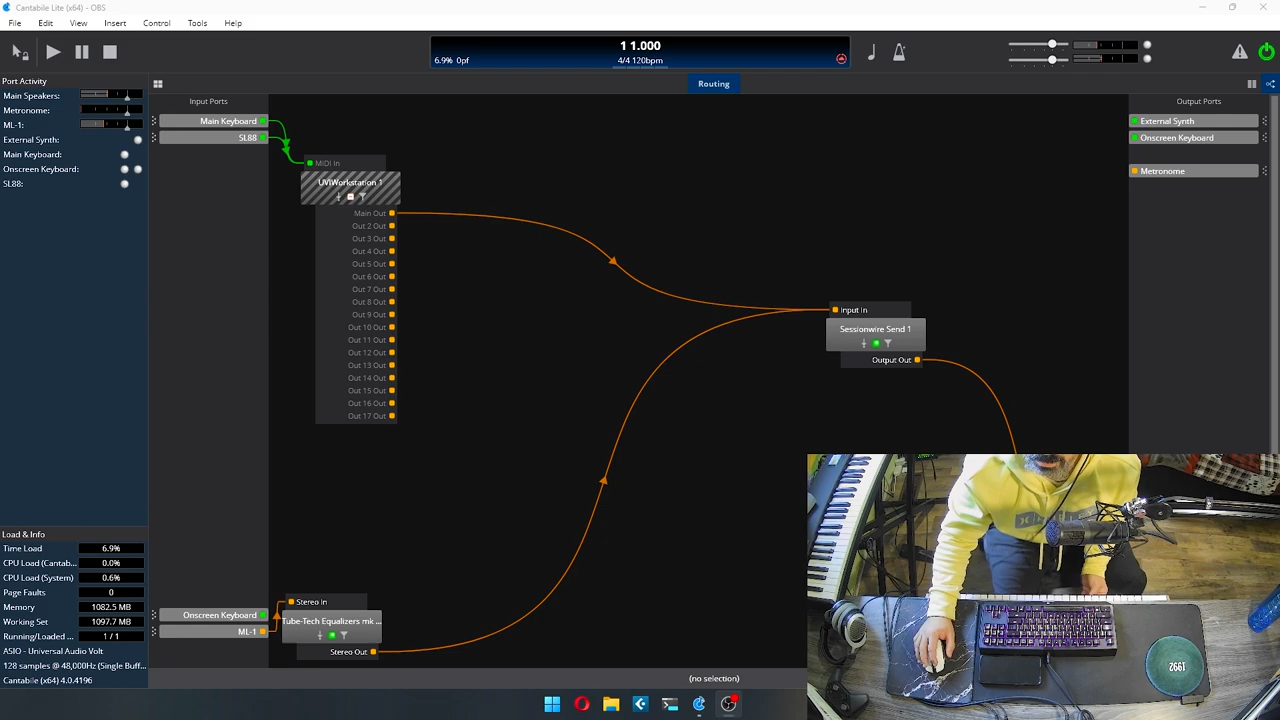 Cantabile Lite (x64) - OBS
File Edit View Insert Control Tools Help
1 1.000
6.9% 0pf 4/4 120bpm
Port Activity
Main Speakers:
Metronome:
ML-1:
External Synth:
Main Keyboard:
Onscreen Keyboard:
SL88:
Routing
Input Ports
Main Keyboard
SL88
MIDI In
UVIWorkstation 1
Main Out
Out 2 Out
Out 3 Out
Out 4 Out
Out 5 Out
Out 6 Out
Out 7 Out
Out 8 Out
Out 9 Out
Out 10 Out
Out 11 Out
Out 12 Out
Out 13 Out
Out 14 Out
Out 15 Out
Out 16 Out
Out 17 Out
Input In
Sessionwire Send 1
Output Out
Output Ports
External Synth
Onscreen Keyboard
Metronome
Onscreen Keyboard
ML-1
Stereo In
Tube-Tech Equalizers mk ...
Stereo Out
Load & Info
Time Load 6.9%
CPU Load (Cantab... 0.0%
CPU Load (System) 0.6%
Page Faults 0
Memory 1082.5 MB
Working Set 1097.7 MB
Running/Loaded ... 1 / 1
ASIO - Universal Audio Volt
128 samples @ 48,000Hz (Single Buff...
Cantabile (x64) 4.0.4196
(no selection)
1992